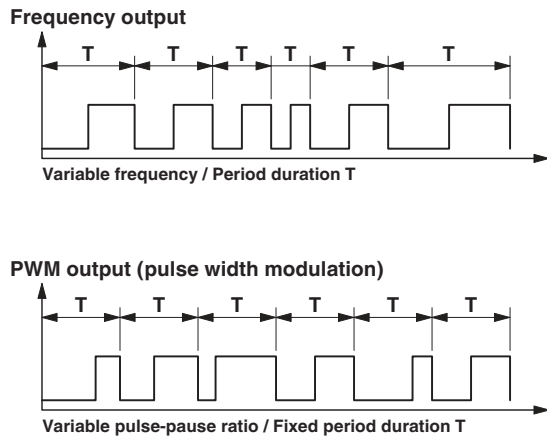 Frequency output
T T T T T T
Variable frequency / Period duration T
PWM output (pulse width modulation)
T T T T T T
Variable pulse-pause ratio / Fixed period duration T